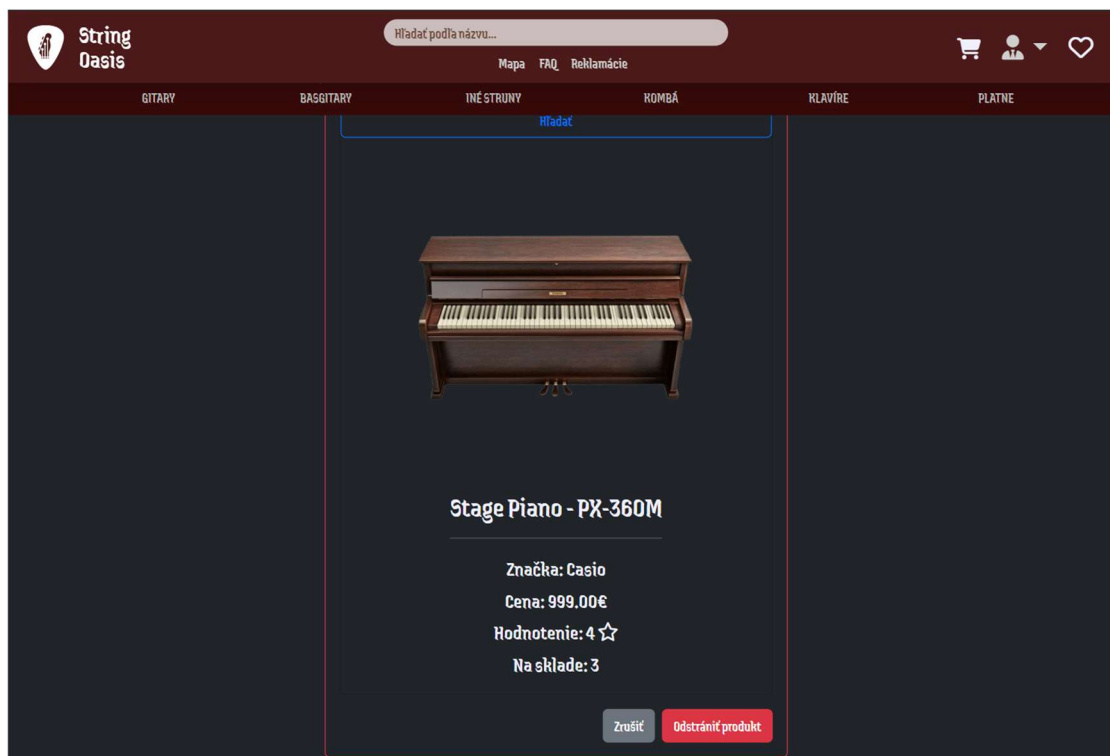 String
Oasis
Hľadať podľa názvu...
Mapa FAQ Reklamácie
GITARY BASGITARY INÉ STRUNY KOMBÁ KLAVÍRE PLATNE
Hľadať
Stage Piano - PX-360M
Značka: Casio
Cena: 999.00€
Hodnotenie: 4
Na sklade: 3
Zrušiť Odstrániť produkt